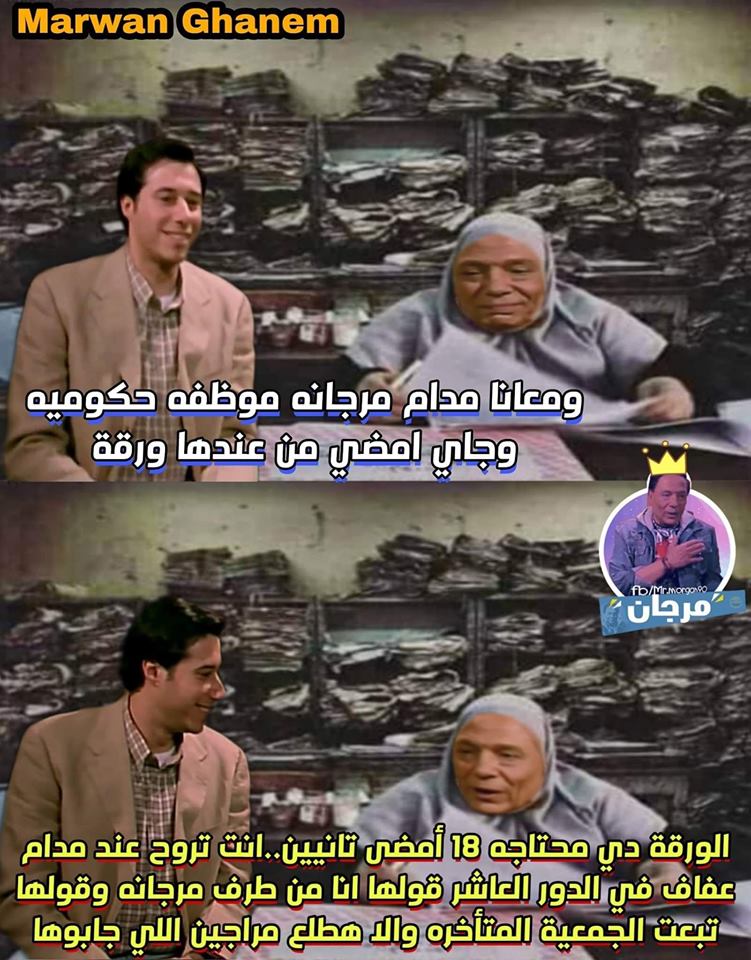 Marwan Ghanem
ومعانا مدام مرجانه موظفه حكوميه
وجاي امضي من عندها ورقة
fb/Mr.morgan90
مرجان
الورقة دي محتاجه 18 أمضى تانيين..انت تروح عند مدام
عفاف في الدور العاشر قولها انا من طرف مرجانه وقولها
تبعت الجمعية المتأخره والا هطلع مراجين اللي جابوها